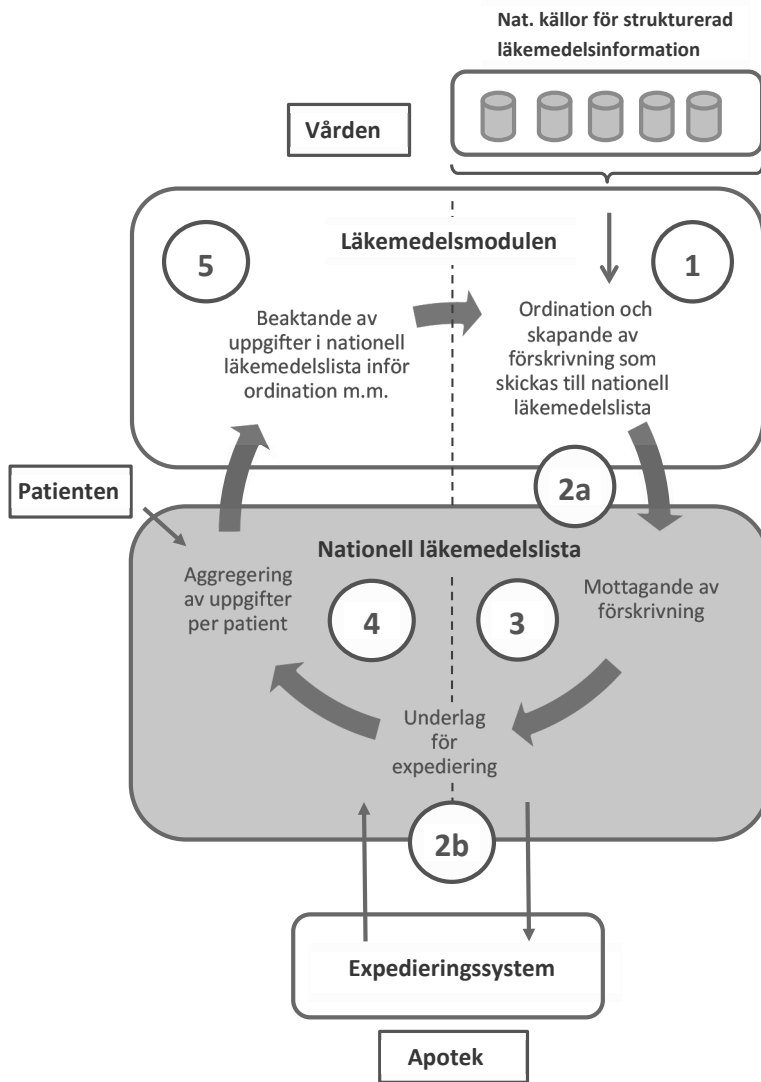 Nat. källor för strukturerad
läkemedelsinformation
Vården
Läkemedelsmodulen
5
1
Beaktande av
uppgifter i nationell
läkemedelslista inför
ordination m.m.
Ordination och
skapande av
förskrivning som
skickas till nationell
läkemedelslista
2a
Patienten
Nationell läkemedelslista
Aggregering
av uppgifter
per patient
4
3
Mottagande av
förskrivning
Underlag
för
expediering
2b
Expedieringssystem
Apotek